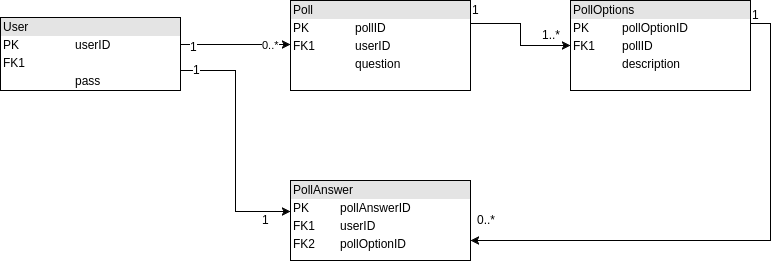 User
PK userID
FK1
pass
1
0..*
1
1
Poll
PK pollID
FK1 userID
question
1
1..*
PollOptions
PK pollOptionID
FK1 pollID
description
1
PollAnswer
PK pollAnswerID
FK1 userID
FK2 pollOptionID
0..*